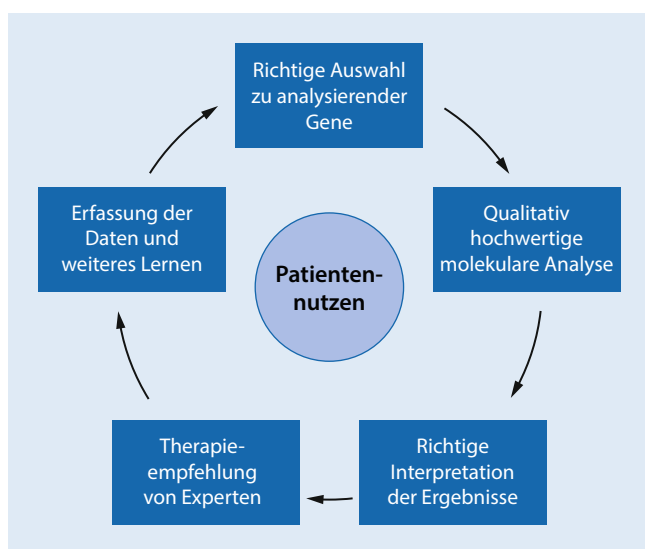 Richtige Auswahl
zu analysierender
Gene
Qualitativ
hochwertige
molekulare Analyse
Richtige
Interpretation
der Ergebnisse
Therapie-
empfehlung
von Experten
Erfassung der
Daten und
weiteres Lernen
Patienten-
nutzen